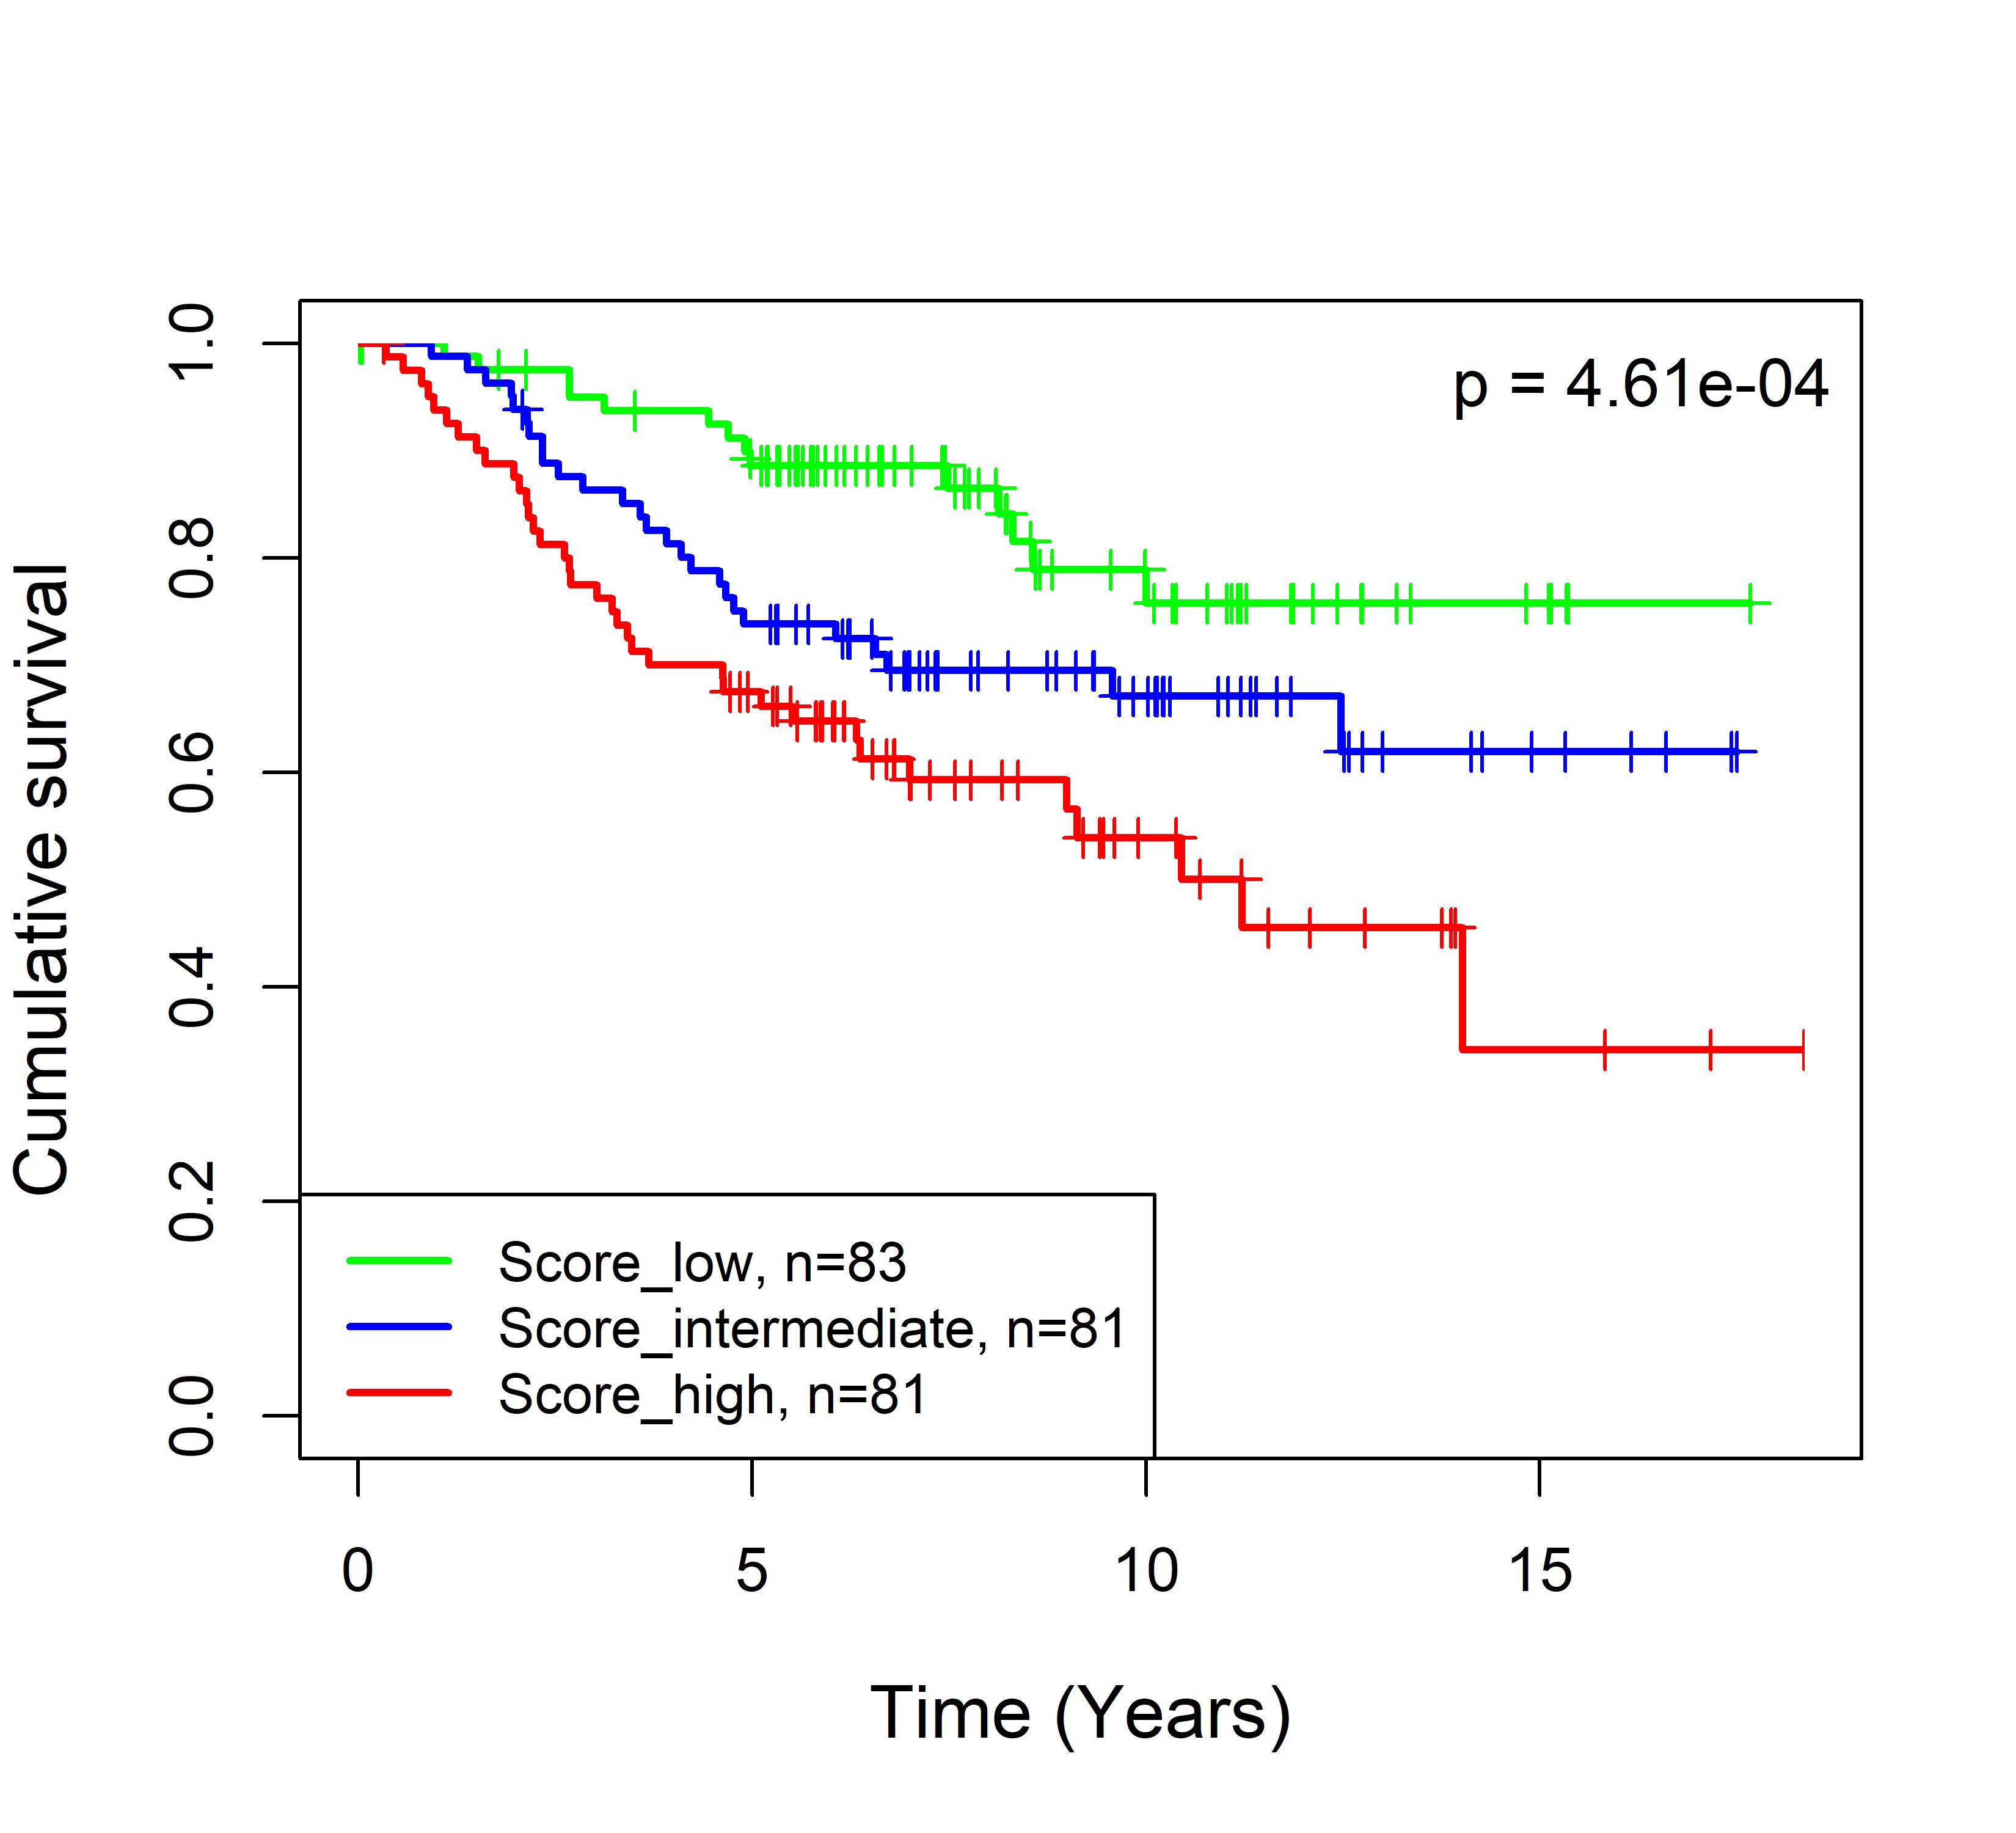 p = 4.61e-04
Cumulative survival
1.0
0.8
0.6
0.4
0.2
0.0
Score_low, n=83
Score_intermediate, n=81
Score_high, n=81
0 5 10 15
Time (Years)